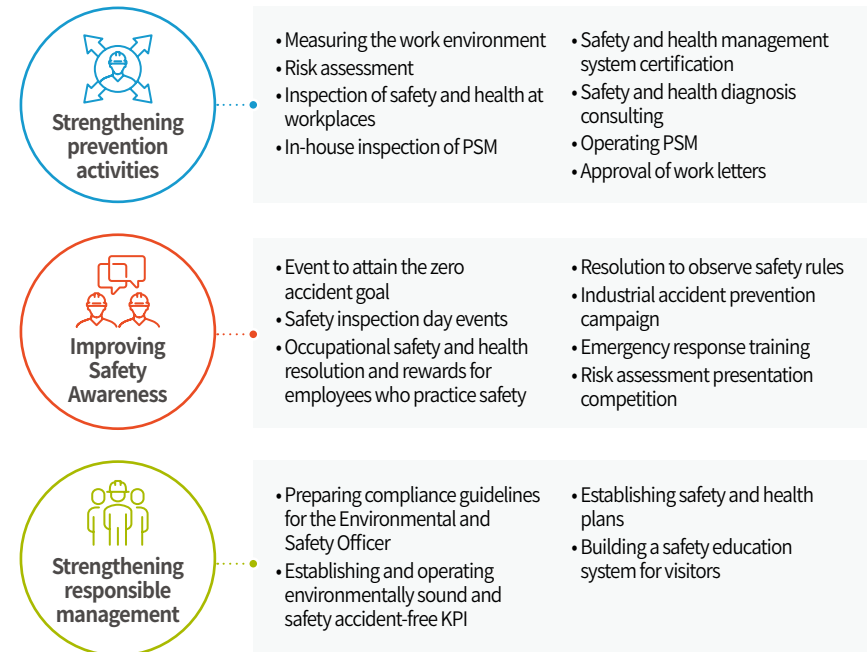 Strengthening
prevention
activities
• Measuring the work environment
• Risk assessment
• Inspection of safety and health at
workplaces
• In-house inspection of PSM
• Safety and health management
system certification
• Safety and health diagnosis
consulting
• Operating PSM
• Approval of work letters
Improving
Safety
Awareness
• Event to attain the zero
accident goal
• Safety inspection day events
• Occupational safety and health
resolution and rewards for
employees who practice safety
• Resolution to observe safety rules
• Industrial accident prevention
campaign
• Emergency response training
• Risk assessment presentation
competition
Strengthening
responsible
management
• Preparing compliance guidelines
for the Environmental and
Safety Officer
• Establishing and operating
environmentally sound and
safety accident-free KPI
• Establishing safety and health
plans
• Building a safety education
system for visitors